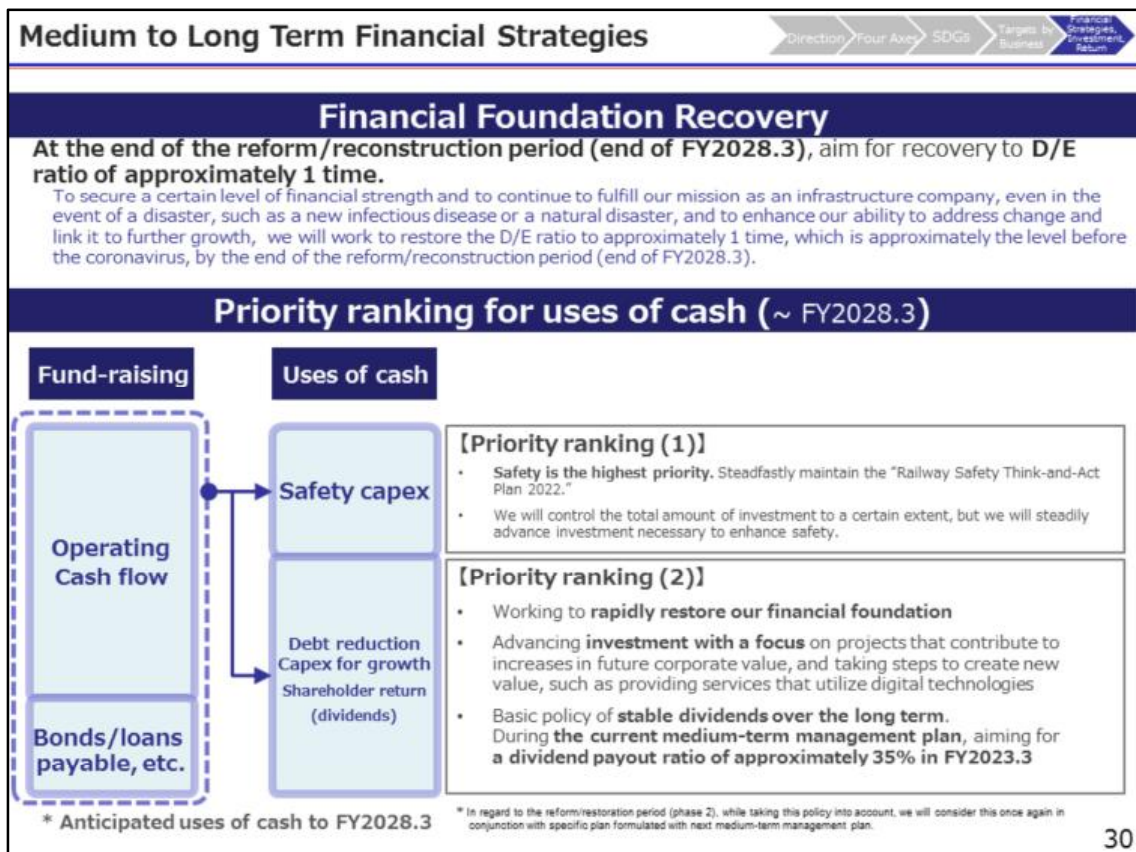 Medium to Long Term Financial Strategies
Direction
Four Axes
SDGs
Targets by
Business
Financial
Strategies,
Investment,
Return
Financial Foundation Recovery
At the end of the reform/reconstruction period (end of FY2028.3), aim for recovery to D/E
ratio of approximately 1 time.
To secure a certain level of financial strength and to continue to fulfill our mission as an infrastructure company, even in the
event of a disaster, such as a new infectious disease or a natural disaster, and to enhance our ability to address change and
link it to further growth, we will work to restore the D/E ratio to approximately 1 time, which is approximately the level before
the coronavirus, by the end of the reform/reconstruction period (end of FY2028.3).
Priority ranking for uses of cash (~ FY2028.3)
Fund-raising
Uses of cash
Operating
Cash flow
Bonds/loans
payable, etc.
Safety capex
Debt reduction
Capex for growth
Shareholder return
(dividends)
【Priority ranking (1)】
• Safety is the highest priority. Steadfastly maintain the "Railway Safety Think-and-Act
Plan 2022."
• We will control the total amount of investment to a certain extent, but we will steadily
advance investment necessary to enhance safety.
【Priority ranking (2)】
• Working to rapidly restore our financial foundation
• Advancing investment with a focus on projects that contribute to
increases in future corporate value, and taking steps to create new
value, such as providing services that utilize digital technologies
• Basic policy of stable dividends over the long term.
During the current medium-term management plan, aiming for
a dividend payout ratio of approximately 35% in FY2023.3
* Anticipated uses of cash to FY2028.3
* In regard to the reform/restoration period (phase 2), while taking this policy into account, we will consider this once again in
conjunction with specific plan formulated with next medium-term management plan.
30